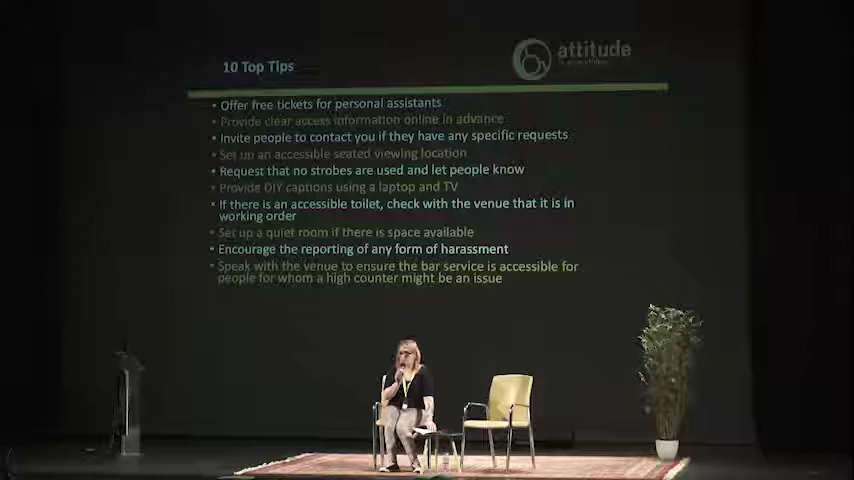 10 Top Tips
attitude
• Offer free tickets for personal assistants
• Provide clear access information online in advance
• Invite people to contact you if they have any specific requests
• Set up an accessible seated viewing location
• Request that no strobes are used and let people know
• Provide DIY captions using a laptop and TV
• If there is an accessible toilet, check with the venue that it is in
working order
• Set up a quiet room if there is space available
• Encourage the reporting of any form of harassment
• Speak with the venue to ensure the bar service is accessible for
people for whom a high counter might be an issue